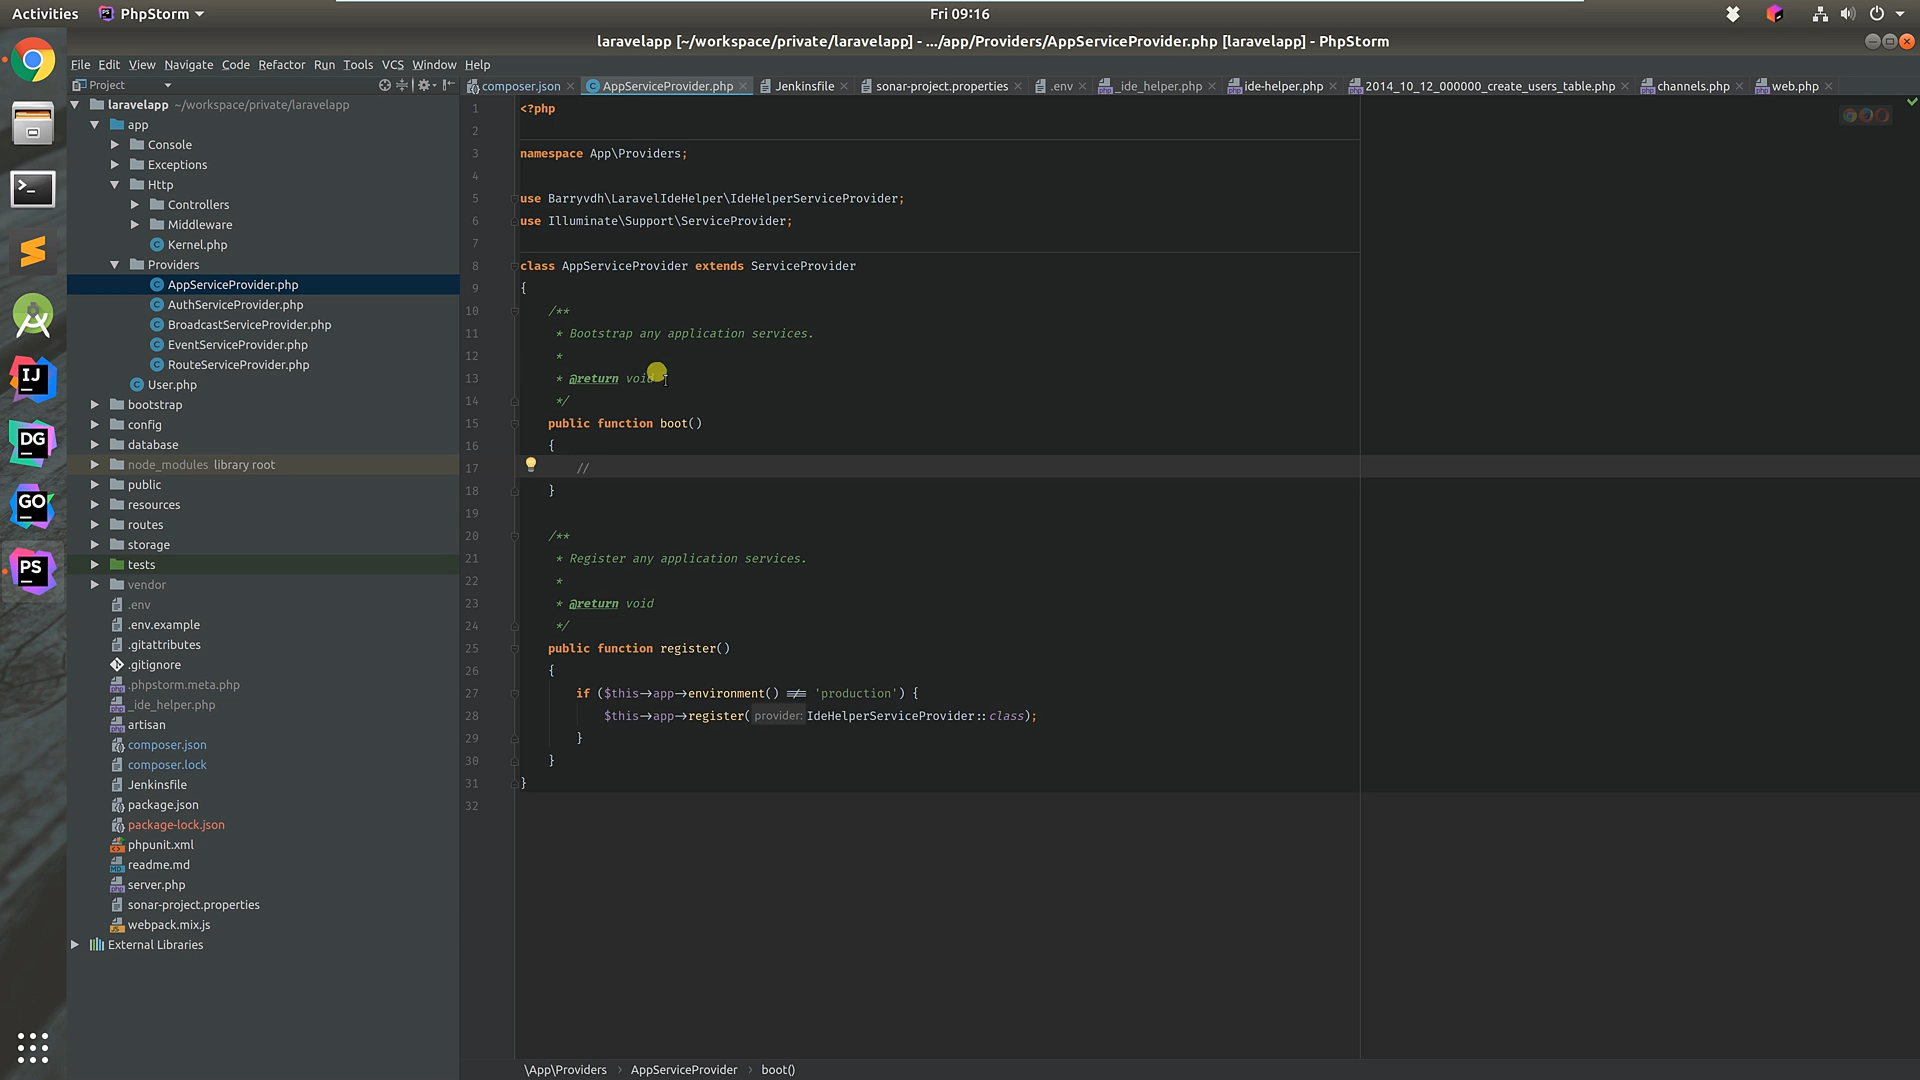 Activities PhpStorm Fri 09:16
laravelapp [~/workspace/private/laravelapp] - .../app/Providers/AppServiceProvider.php [laravelapp] - PhpStorm
File Edit View Navigate Code Refactor Run Tools VCS Window Help
Project
composer.json AppServiceProvider.php Jenkinsfile sonar-project.properties .env _ide_helper.php ide-helper.php 2014_10_12_000000_create_users_table.php channels.php web.php
laravelapp ~/workspace/private/laravelapp
app
Console
Exceptions
Http
Controllers
Middleware
Kernel.php
Providers
AppServiceProvider.php
AuthServiceProvider.php
BroadcastServiceProvider.php
EventServiceProvider.php
RouteServiceProvider.php
User.php
bootstrap
config
database
node_modules library root
public
resources
routes
storage
tests
vendor
.env
.env.example
.gitattributes
.gitignore
.phpstorm.meta.php
_ide_helper.php
artisan
composer.json
composer.lock
Jenkinsfile
package.json
package-lock.json
phpunit.xml
readme.md
server.php
sonar-project.properties
webpack.mix.js
External Libraries
IJ
DG
GO
PS
1 <?php
2
3 namespace App\Providers;
4
5 use Barryvdh\LaravelIdeHelper\IdeHelperServiceProvider;
6 use Illuminate\Support\ServiceProvider;
7
8 class AppServiceProvider extends ServiceProvider
9 {
10 /**
11 * Bootstrap any application services.
12 *
13 * @return void
14 */
15 public function boot()
16 {
17 //
18 }
19
20 /**
21 * Register any application services.
22 *
23 * @return void
24 */
25 public function register()
26 {
27 if ($this->app->environment() !== 'production') {
28 $this->app->register( provider: IdeHelperServiceProvider::class);
29 }
30 }
31 }
32
\App\Providers › AppServiceProvider › boot()